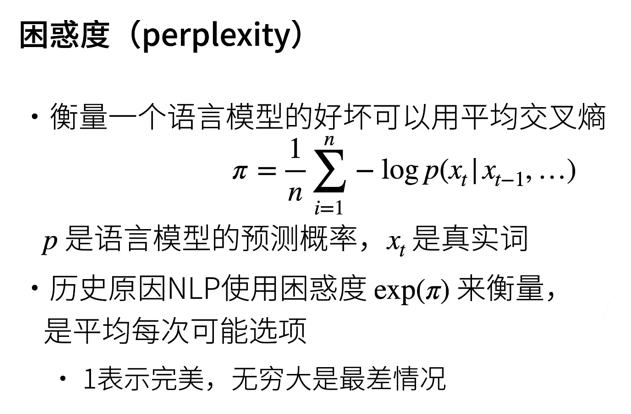 困惑度（perplexity）
• 衡量一个语言模型的好坏可以用平均交叉熵
π = \frac{1}{n} \sum_{i=1}^{n} − log p(x_t | x_{t−1}, …)
p 是语言模型的预测概率，x_t 是真实词
• 历史原因NLP使用困惑度 exp(π) 来衡量，
是平均每次可能选项
• 1表示完美，无穷大是最差情况